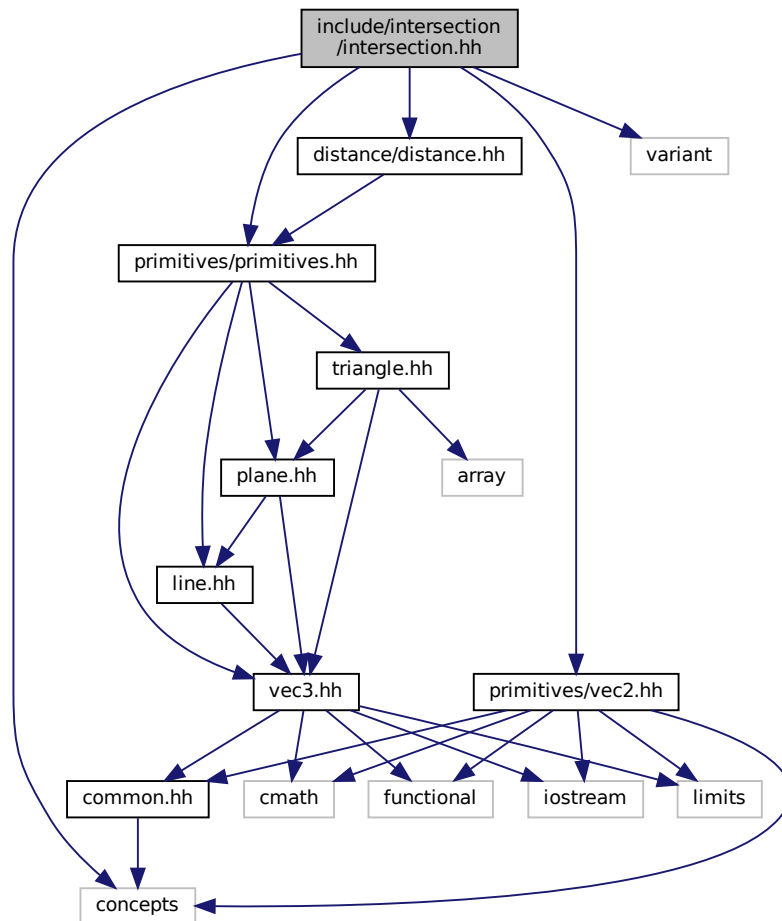 include/intersection
/intersection.hh
distance/distance.hh
variant
primitives/primitives.hh
triangle.hh
plane.hh
array
line.hh
vec3.hh
primitives/vec2.hh
common.hh
cmath
functional
iostream
limits
concepts